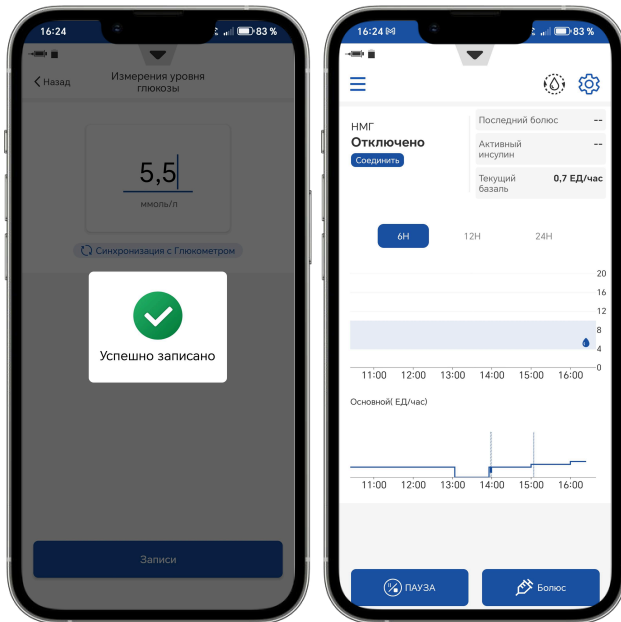 16:24
83 %
Назад
Измерения уровня
глюкозы
5,5
ммоль/л
Синхронизация с Глюкометром
Успешно записано
Записи
16:24
83 %
НМГ
Отключено
Соединить
Последний болюс --
Активный
инсулин --
Текущий
базаль 0,7 ЕД/час
6H 12H 24H
20
16
12
8
4
0
11:00 12:00 13:00 14:00 15:00 16:00
Основной( ЕД/час)
11:00 12:00 13:00 14:00 15:00 16:00
ПАУЗА
Болюс